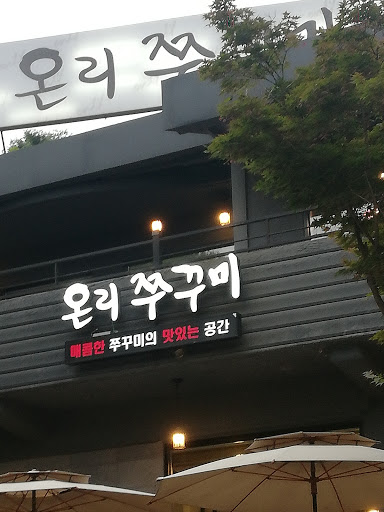 온리 쭈
온리 쭈꾸미
매콤한 쭈꾸미의 맛있는 공간